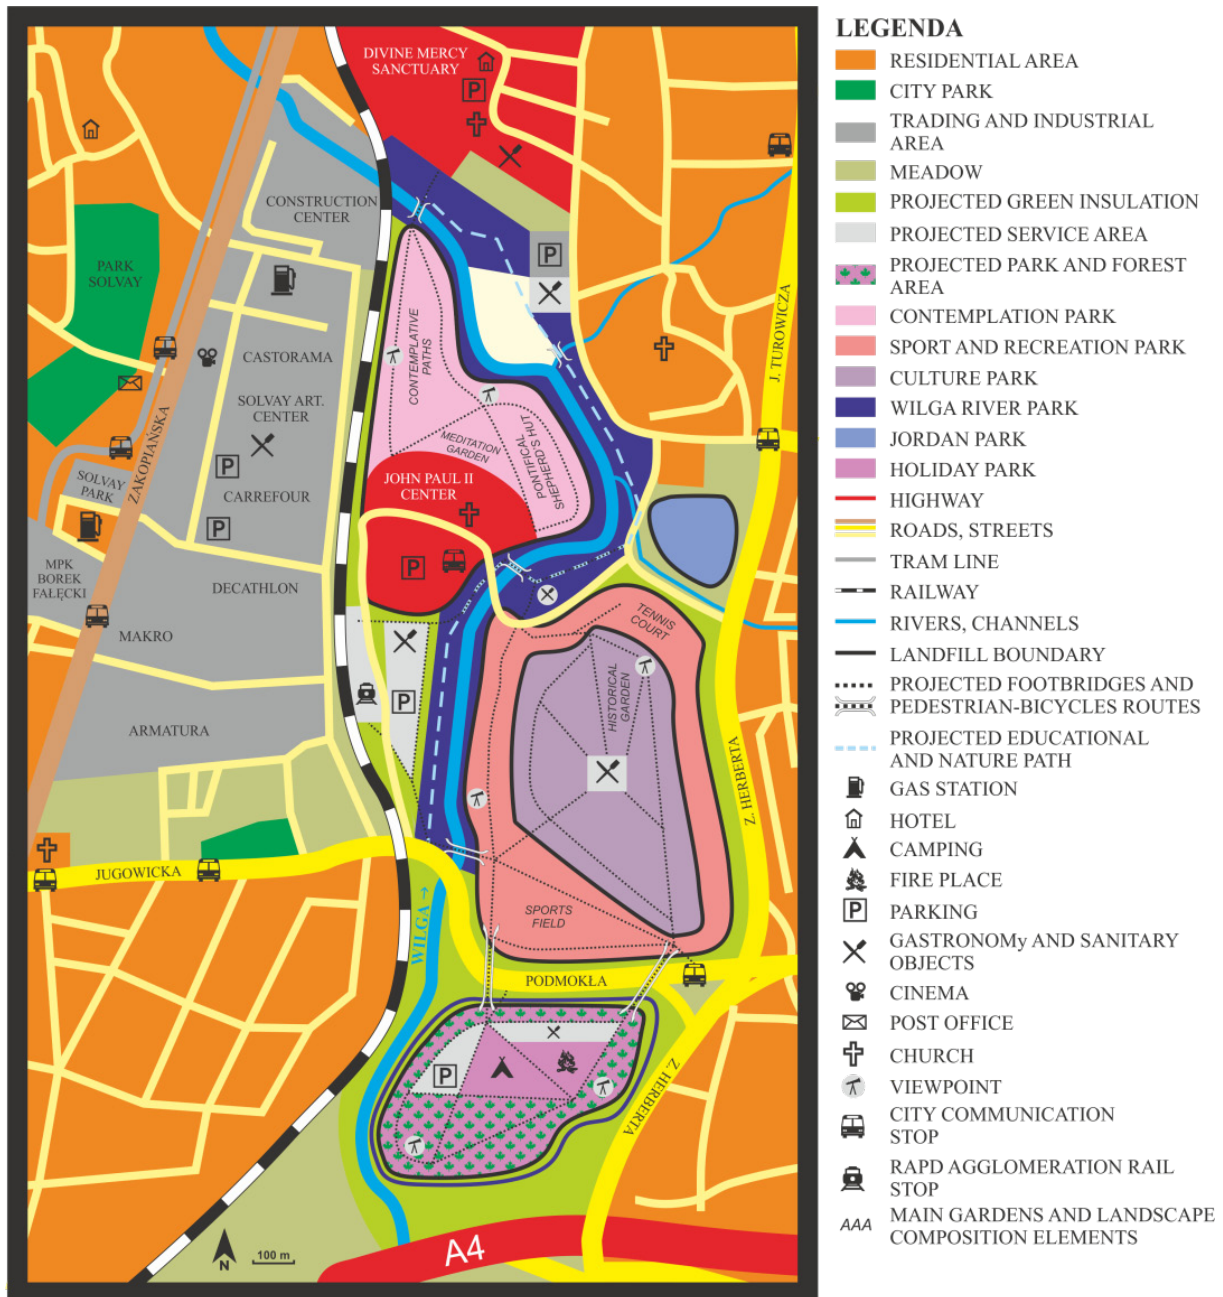 DIVINE MERCY
SANCTUARY
P
CONSTRUCTION
CENTER
P
PARK
SOLVAY
CASTORAMA
CONTEMPLATIVE
PATHS
J. TUROWICZA
SOLVAY ART.
CENTER
P
MEDITATION
GARDEN
PONTIFICAL
SHEPHERD'S HUT
ZAKOPIAŃSKA
SOLVAY
PARK
CARREFOUR
P
JOHN PAUL II
CENTER
P
MPK
BOREK
FAŁĘCKI
DECATHLON
MAKRO
TENNIS
COURT
HISTORICAL
GARDEN
P
ARMATURA
Z. HERBERTA
JUGOWICKA
SPORTS
FIELD
WILGA →
PODMOKŁA
P
Z. HERBERTA
N
100 m
A4
LEGENDA
RESIDENTIAL AREA
CITY PARK
TRADING AND INDUSTRIAL
AREA
MEADOW
PROJECTED GREEN INSULATION
PROJECTED SERVICE AREA
PROJECTED PARK AND FOREST
AREA
CONTEMPLATION PARK
SPORT AND RECREATION PARK
CULTURE PARK
WILGA RIVER PARK
JORDAN PARK
HOLIDAY PARK
HIGHWAY
ROADS, STREETS
TRAM LINE
RAILWAY
RIVERS, CHANNELS
LANDFILL BOUNDARY
PROJECTED FOOTBRIDGES AND
PEDESTRIAN-BICYCLES ROUTES
PROJECTED EDUCATIONAL
AND NATURE PATH
GAS STATION
HOTEL
CAMPING
FIRE PLACE
P PARKING
GASTRONOMy AND SANITARY
OBJECTS
CINEMA
POST OFFICE
CHURCH
VIEWPOINT
CITY COMMUNICATION
STOP
RAPD AGGLOMERATION RAIL
STOP
AAA MAIN GARDENS AND LANDSCAPE
COMPOSITION ELEMENTS